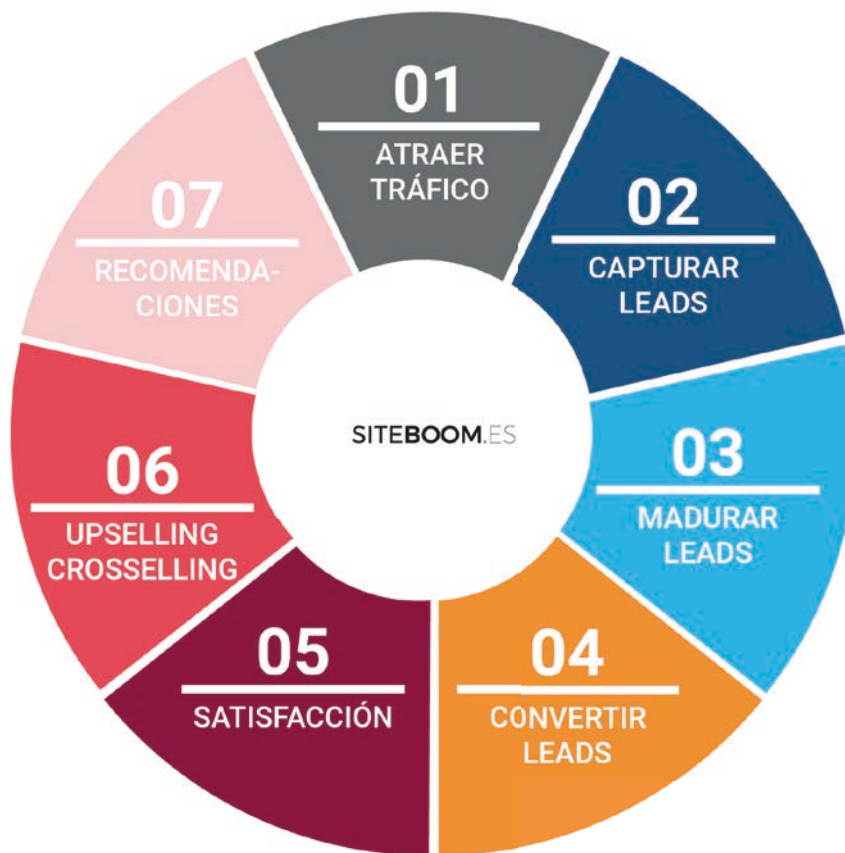 01
ATRAER
TRÁFICO
02
CAPTURAR
LEADS
03
MADURAR
LEADS
04
CONVERTIR
LEADS
05
SATISFACCIÓN
06
UPSELLING
CROSSELLING
07
RECOMENDA-
CIONES
SITEBOOM.ES